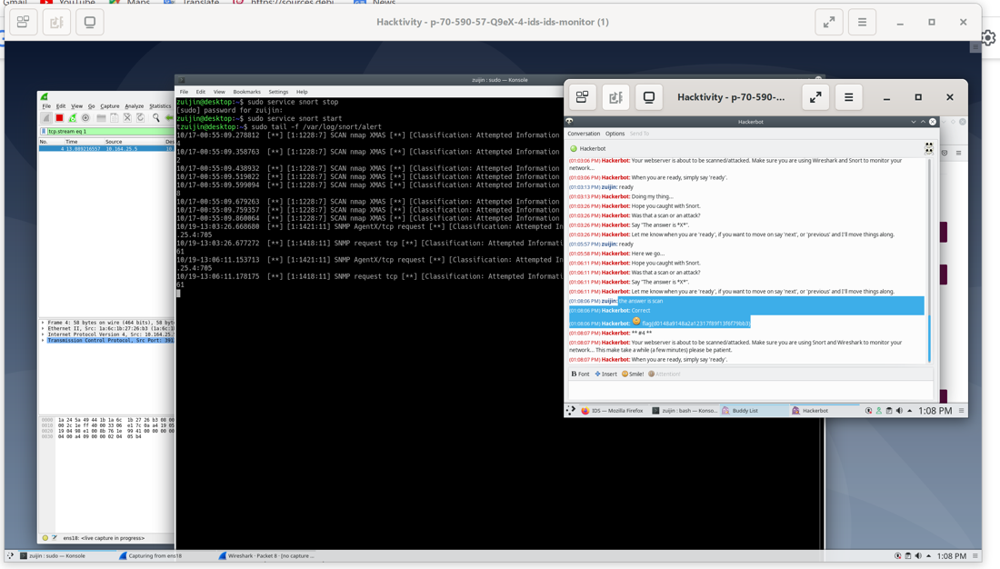 Gmail
YouTube
Maps
Translate
https://sources.debi
News
Hacktivity - p-70-590-57-Q9eX-4-ids-ids-monitor (1)
File Edit View Go Capture Analyze Statistics
tcp.stream eq 1
No. Time Source
4 13.089216557 10.164.25.5
Frame 4: 58 bytes on wire (464 bits), 58 byt
Ethernet II, Src: 1a:6c:1b:27:26:b3 (1a:6c:1
Internet Protocol Version 4, Src: 10.164.25.
Transmission Control Protocol, Src Port: 391
0000 1a 24 5a 49 44 1b 1a 6c 1b 27 26 b3 08 00
0010 00 2c 1e ff 40 00 33 06 e1 7c 0a a4 19 05
0020 19 84 98 e1 00 8b 76 1e 99 41 00 00 00 00
0030 04 00 a4 09 00 00 02 04 05 b4
ens18: <live capture in progress>
zuijin : sudo — Konsole
File Edit View Bookmarks Settings Help
zuijin@desktop:~$ sudo service snort stop
[sudo] password for zuijin:
zuijin@desktop:~$ sudo service snort start
tzuijin@desktop:~$ sudo tail -f /var/log/snort/alert
10/17-00:55:09.278812 [**] [1:1228:7] SCAN nmap XMAS [**] [Classification: Attempted Information
4
10/17-00:55:09.358763 [**] [1:1228:7] SCAN nmap XMAS [**] [Classification: Attempted Information
2
10/17-00:55:09.438932 [**] [1:1228:7] SCAN nmap XMAS [**] [Classification: Attempted Information
10/17-00:55:09.519022 [**] [1:1228:7] SCAN nmap XMAS [**] [Classification: Attempted Information
10/17-00:55:09.599094 [**] [1:1228:7] SCAN nmap XMAS [**] [Classification: Attempted Information
8
10/17-00:55:09.679263 [**] [1:1228:7] SCAN nmap XMAS [**] [Classification: Attempted Information
10/17-00:55:09.759357 [**] [1:1228:7] SCAN nmap XMAS [**] [Classification: Attempted Information
10/17-00:55:09.860064 [**] [1:1228:7] SCAN nmap XMAS [**] [Classification: Attempted Information
10/19-13:03:26.668680 [**] [1:1421:11] SNMP AgentX/tcp request [**] [Classification: Attempted I
.25.4:705
10/19-13:03:26.677272 [**] [1:1418:11] SNMP request tcp [**] [Classification: Attempted Informati
61
10/19-13:06:11.153713 [**] [1:1421:11] SNMP AgentX/tcp request [**] [Classification: Attempted I
.25.4:705
10/19-13:06:11.178175 [**] [1:1418:11] SNMP request tcp [**] [Classification: Attempted Informati
61
Hacktivity - p-70-590-...
Hackerbot
Conversation Options Send To
Hackerbot
(01:03:06 PM) Hackerbot: Your webserver is about to be scanned/attacked. Make sure you are using Wireshark and Snort to monitor your
network...
(01:03:06 PM) Hackerbot: When you are ready, simply say 'ready'.
(01:03:13 PM) zuijin: ready
(01:03:13 PM) Hackerbot: Doing my thing...
(01:03:26 PM) Hackerbot: Hope you caught with Snort.
(01:03:26 PM) Hackerbot: Was that a scan or an attack?
(01:03:26 PM) Hackerbot: Say "The answer is *X*".
(01:03:26 PM) Hackerbot: Let me know when you are 'ready', if you want to move on say 'next', or 'previous' and I'll move things along.
(01:05:57 PM) zuijin: ready
(01:05:58 PM) Hackerbot: Here we go...
(01:06:11 PM) Hackerbot: Hope you caught with Snort.
(01:06:11 PM) Hackerbot: Was that a scan or an attack?
(01:06:11 PM) Hackerbot: Say "The answer is *X*".
(01:06:11 PM) Hackerbot: Let me know when you are 'ready', if you want to move on say 'next', or 'previous' and I'll move things along.
(01:08:06 PM) zuijin: the answer is scan
(01:08:06 PM) Hackerbot: Correct
(01:08:06 PM) Hackerbot: flag{d0148a9148a2a12317f89f13f6f79bb3}
(01:08:07 PM) Hackerbot: ** #4 **
(01:08:07 PM) Hackerbot: Your webserver is about to be scanned/attacked. Make sure you are using Snort and Wireshark to monitor your
network... This make take a while (a few minutes) please be patient.
(01:08:07 PM) Hackerbot: When you are ready, simply say 'ready'.
Font Insert Smile! Attention!
IDS — Mozilla Firefox
zuijin : bash — Konso...
Buddy List
Hackerbot
1:08 PM
zuijin : sudo — Konsole
Capturing from ens18
Wireshark · Packet 8 · [no capture ...
1:08 PM